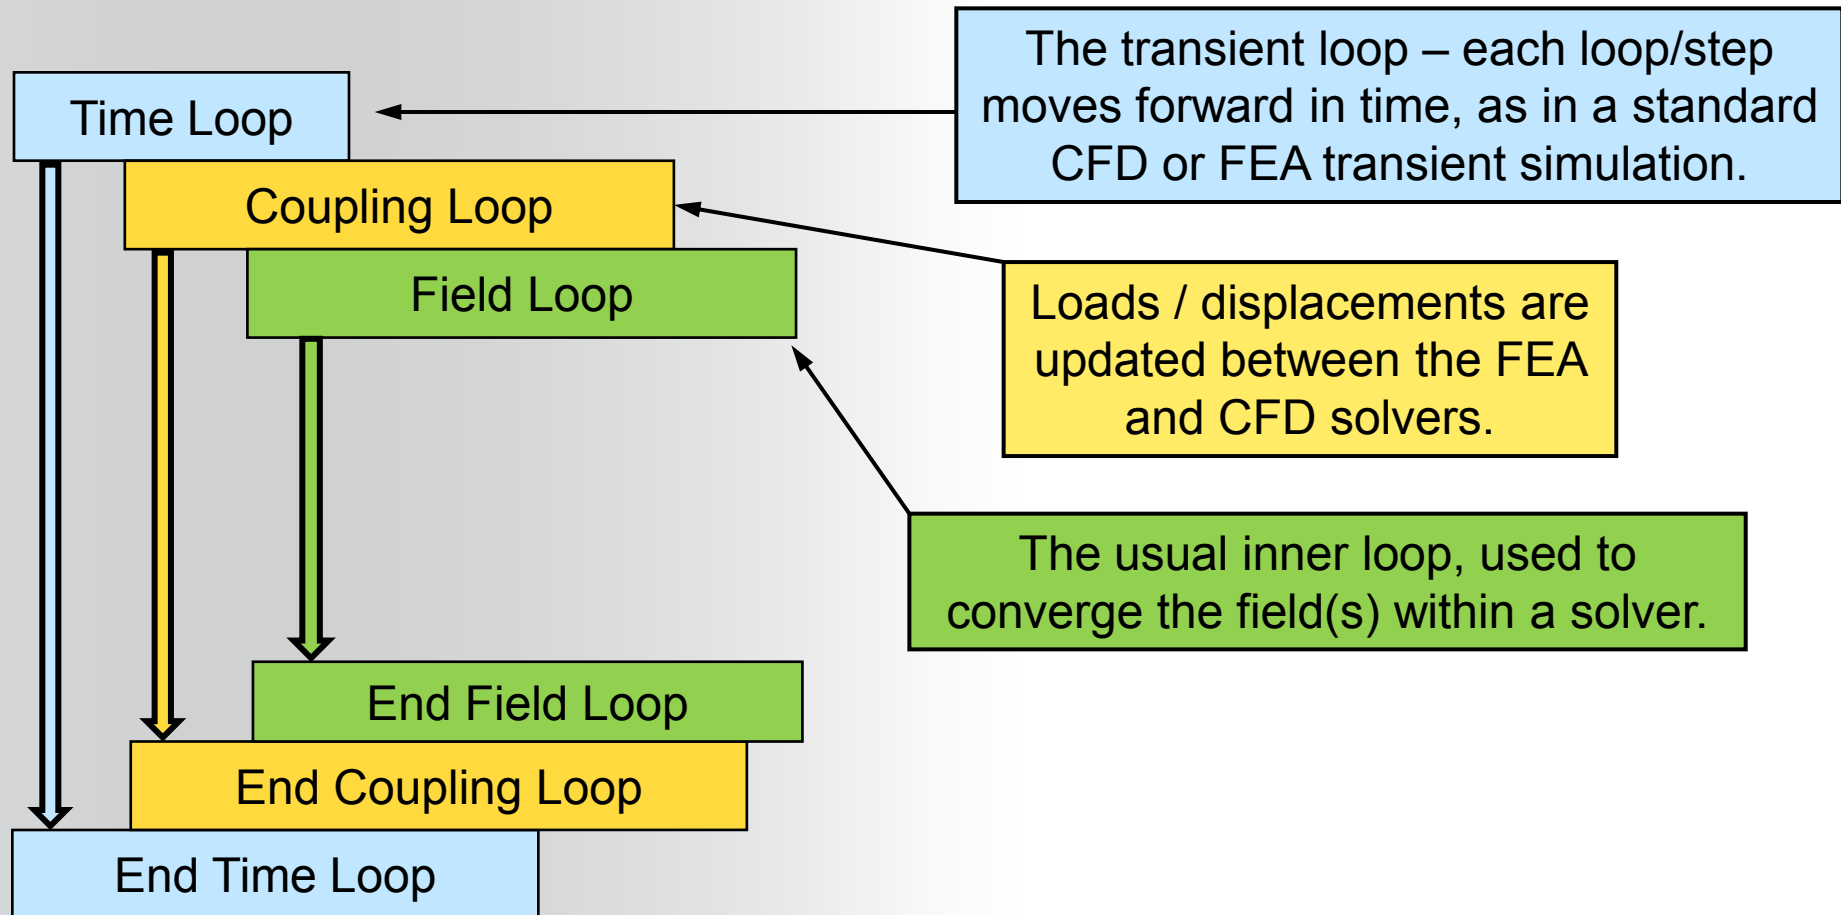 Time Loop
The transient loop – each loop/step
moves forward in time, as in a standard
CFD or FEA transient simulation.
Coupling Loop
Field Loop
Loads / displacements are
updated between the FEA
and CFD solvers.
The usual inner loop, used to
converge the field(s) within a solver.
End Field Loop
End Coupling Loop
End Time Loop